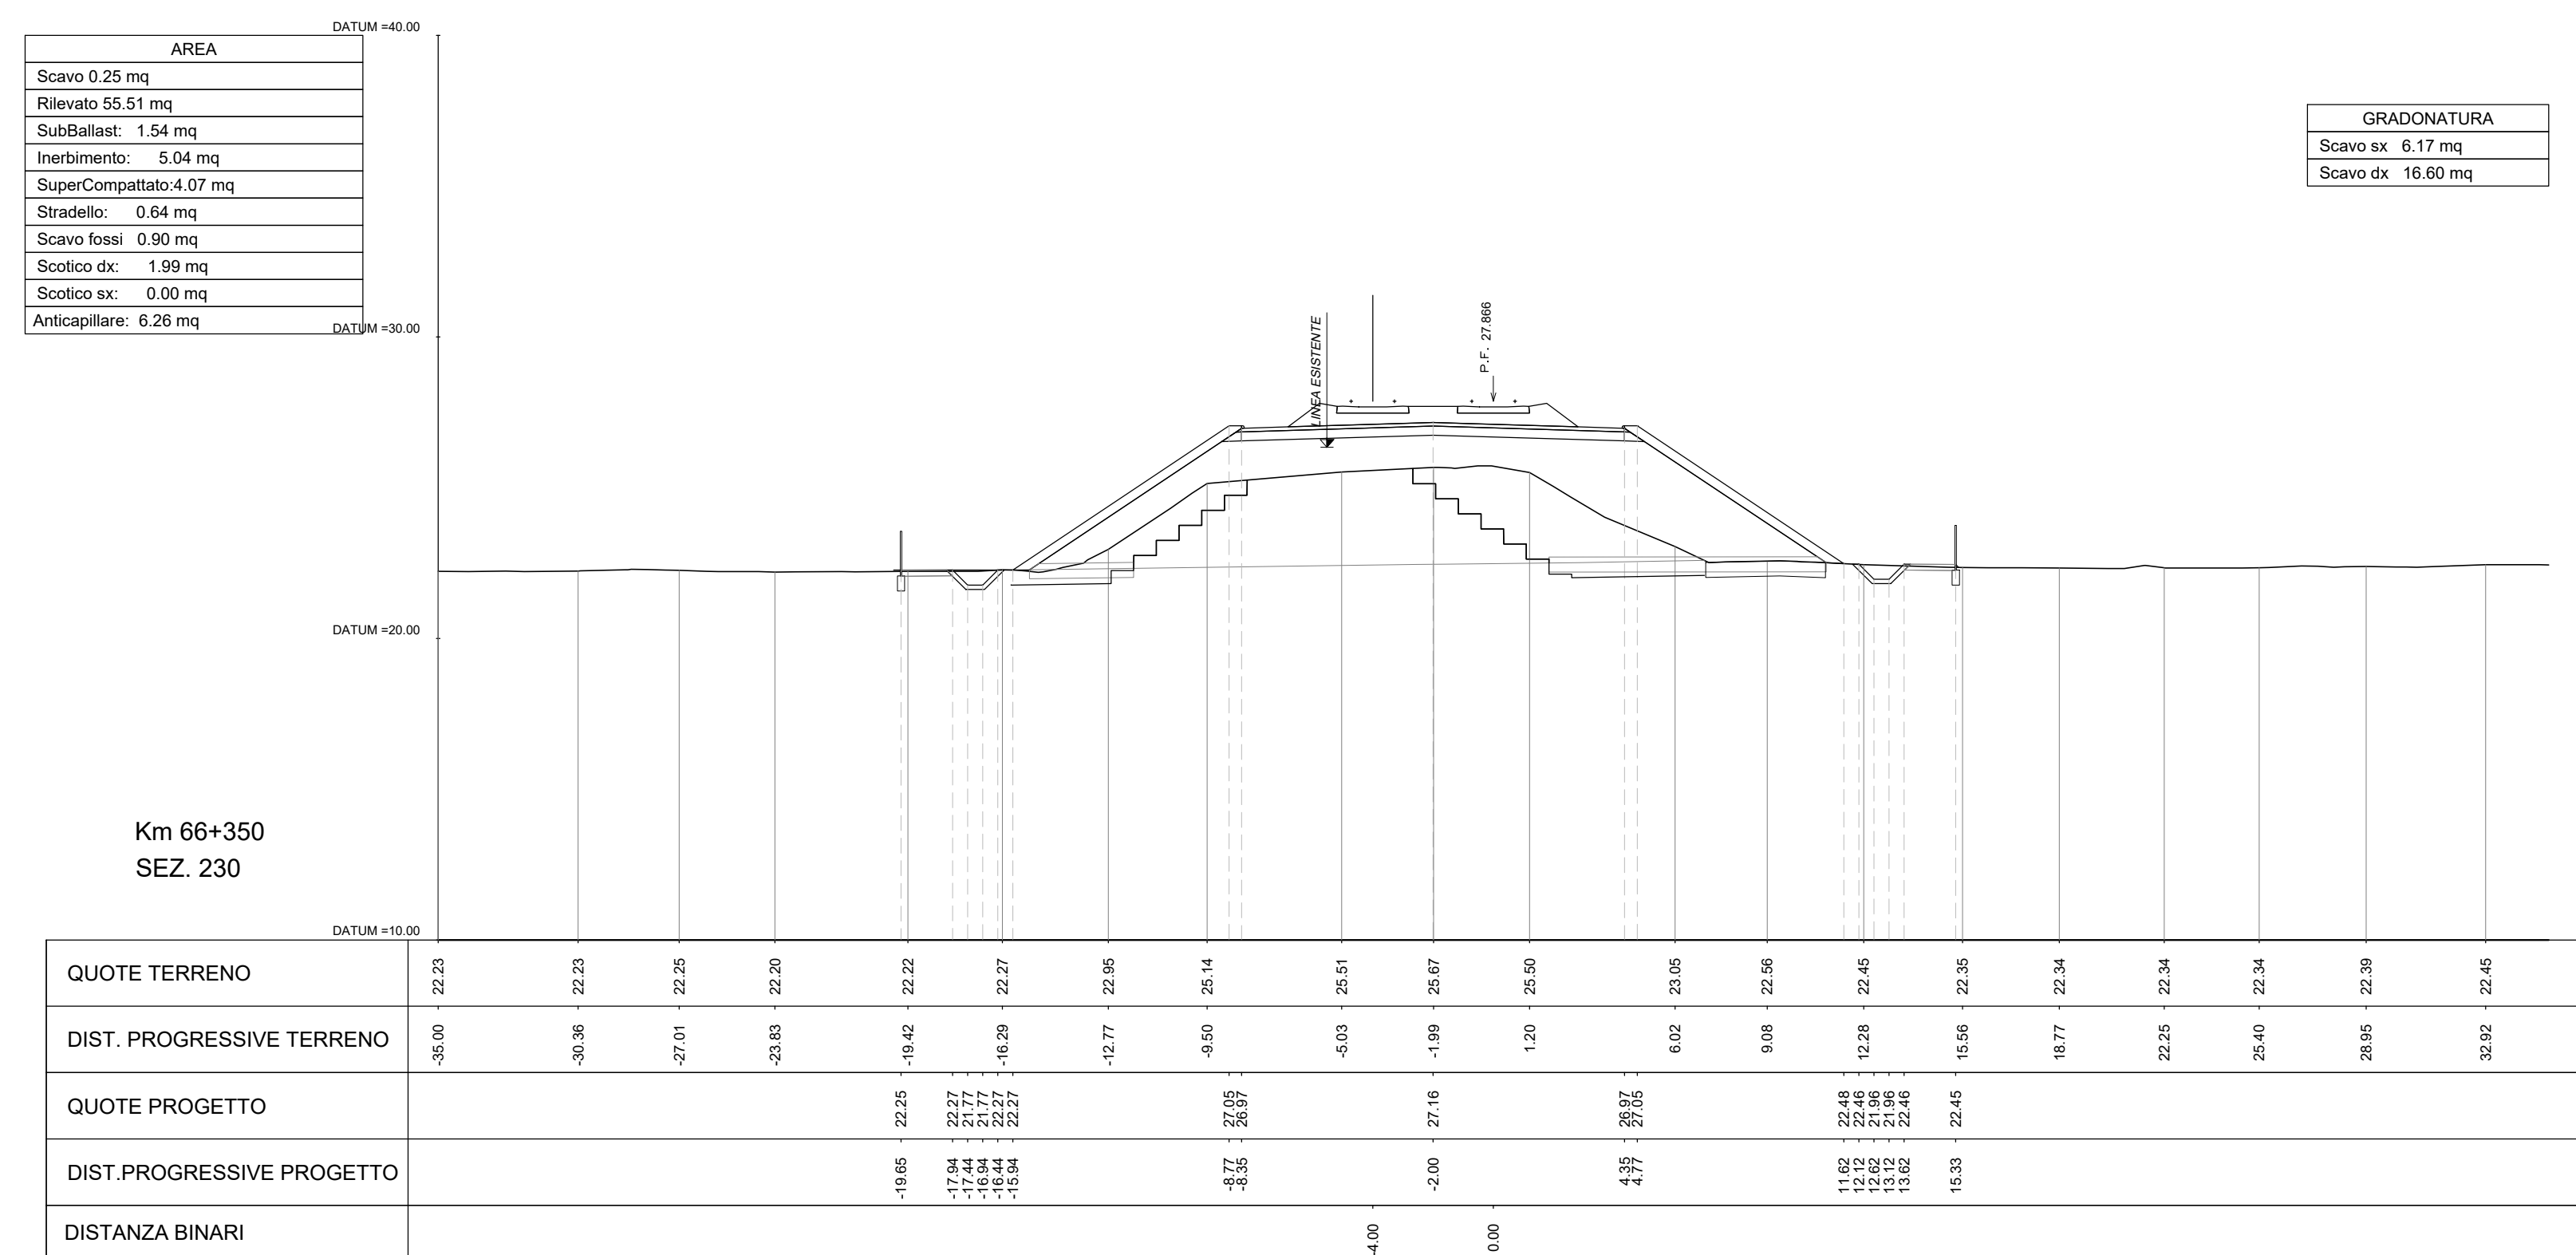 DATUM =40.00
AREA
Scavo 0.25 mq
Rilevato 55.51 mq
SubBallast: 1.54 mq
Inerbimento: 5.04 mq
SuperCompattato:4.07 mq
Stradello: 0.64 mq
Scavo fossi 0.90 mq
Scotico dx: 1.99 mq
Scotico sx: 0.00 mq
Anticapillare: 6.26 mq
GRADONATURA
Scavo sx 6.17 mq
Scavo dx 16.60 mq
DATUM =30.00
LINEA ESISTENTE
P.F. 27.866
DATUM =20.00
Km 66+350
SEZ. 230
DATUM =10.00
QUOTE TERRENO 22.23 22.23 22.25 22.20 22.22 22.27 22.95 25.14 25.51 25.67 25.50 23.05 22.56 22.45 22.35 22.34 22.34 22.34 22.39 22.45
DIST. PROGRESSIVE TERRENO -35.00 -30.36 -27.01 -23.83 -19.42 -16.29 -12.77 -9.50 -5.03 -1.99 1.20 6.02 9.08 12.28 15.56 18.77 22.25 25.40 28.95 32.92
QUOTE PROGETTO 22.25 22.27 21.77 21.77 22.27 22.27 27.05 26.97 27.16 26.97 27.05 22.48 22.46 21.96 21.96 22.46 22.45
DIST.PROGRESSIVE PROGETTO -19.65 -17.94 -17.44 -16.94 -16.44 -15.94 -8.77 -8.35 -2.00 4.35 4.77 11.62 12.12 12.62 13.12 13.62 15.33
DISTANZA BINARI -4.00 0.00